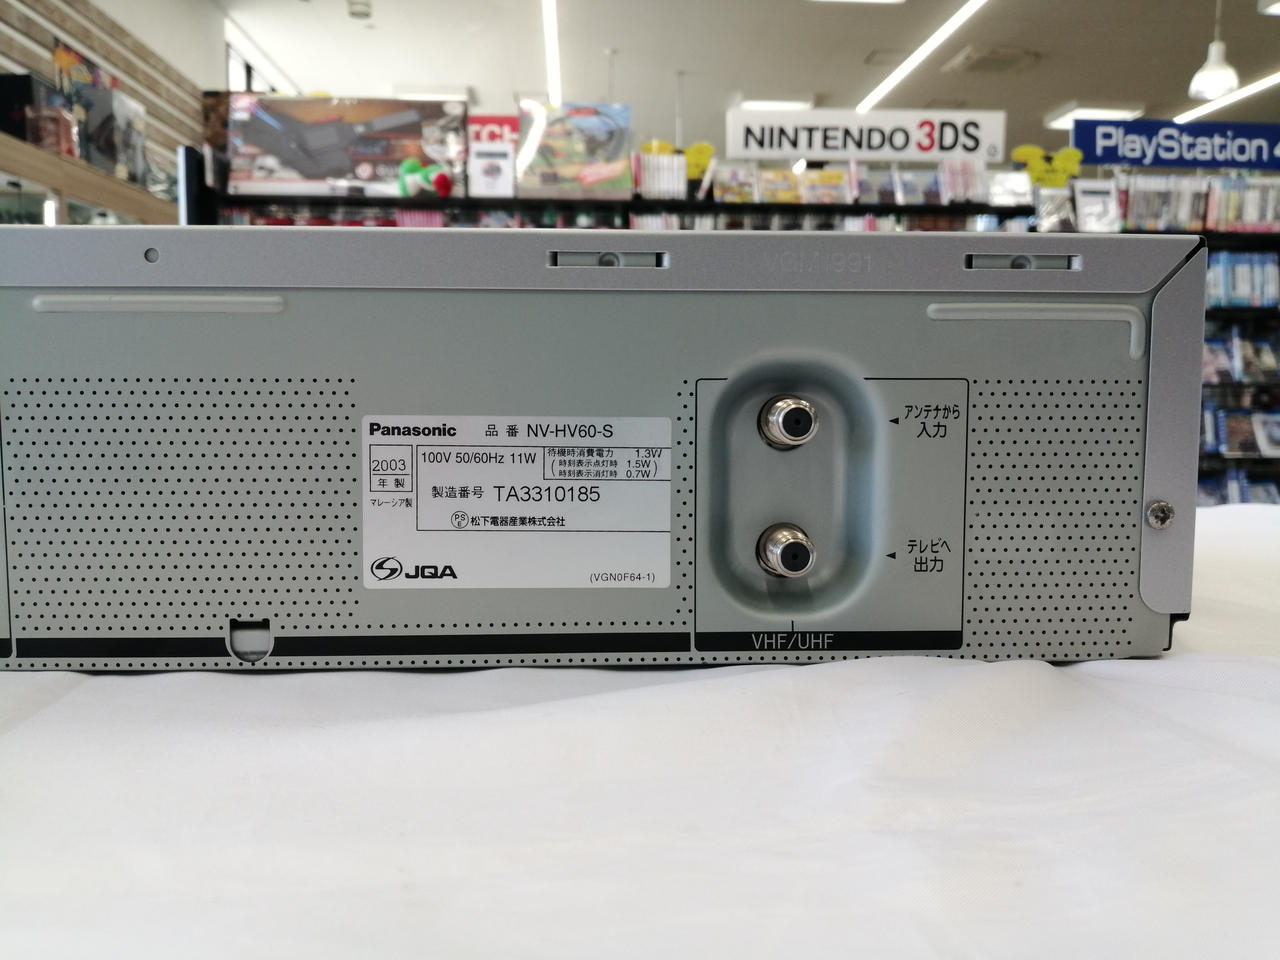 NINTENDO 3DS
PlayStation 4
VGM1991
Panasonic 品番 NV-HV60-S
2003
年製
マレーシア製
100V 50/60Hz 11W
待機時消費電力 1.3W
(時刻表示点灯時 1.5W)
(時刻表示消灯時 0.7W)
製造番号 TA3310185
PSE 松下電器産業株式会社
JQA
(VGN0F64-1)
アンテナから
入力
テレビへ
出力
VHF/UHF